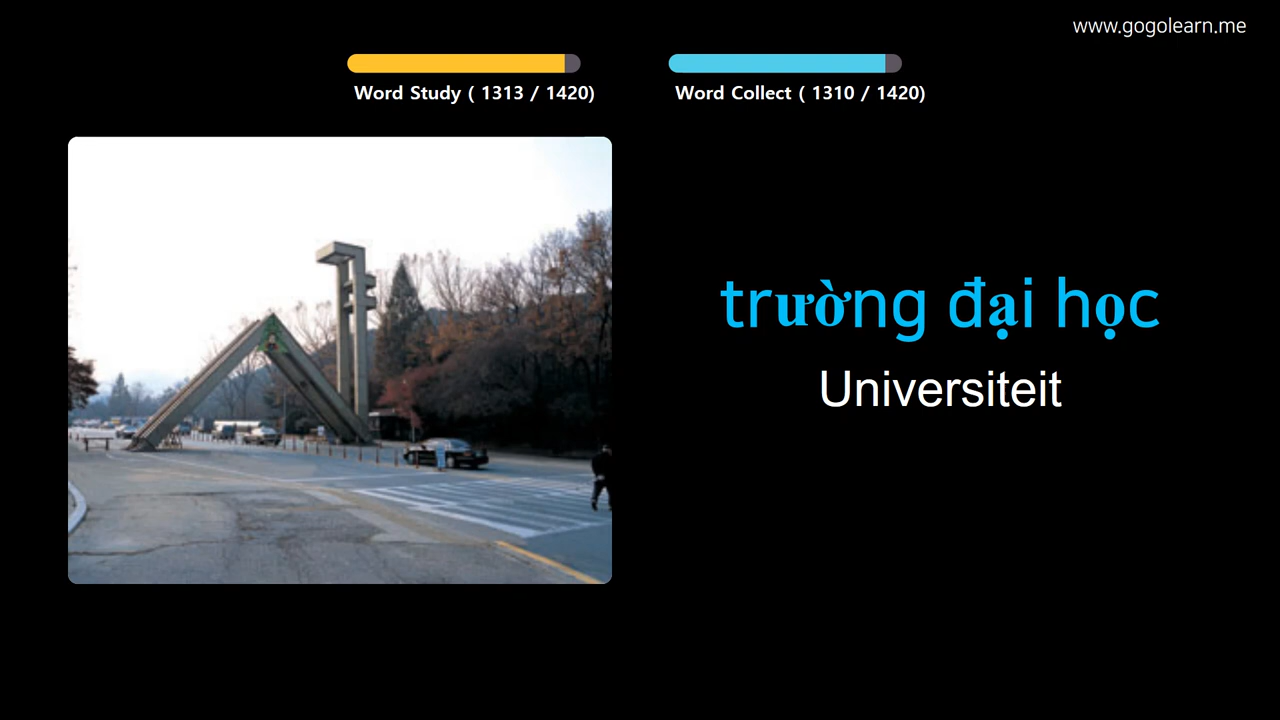 www.gogolearn.me
Word Study ( 1313 / 1420)
Word Collect ( 1310 / 1420)
trường đại học
Universiteit